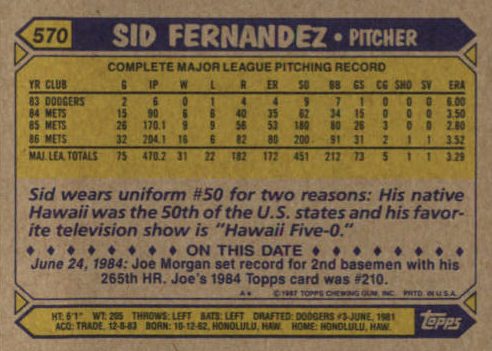 570 SID FERNANDEZ • PITCHER
COMPLETE MAJOR LEAGUE PITCHING RECORD
YR CLUB G IP W L R ER SO BB GS CG SHO SV ERA
83 DODGERS 2 6 0 1 4 4 9 7 1 0 0 0 6.00
84 METS 15 90 6 6 40 35 62 34 15 0 0 0 3.50
85 METS 26 170.1 9 9 56 53 180 80 26 3 0 0 2.80
86 METS 32 204.1 16 6 82 80 200 91 31 2 1 1 3.52
MAJ. LEA. TOTALS 75 470.2 31 22 182 172 451 212 73 5 1 1 3.29
Sid wears uniform #50 for two reasons: His native
Hawaii was the 50th of the U.S. states and his favor-
ite television show is "Hawaii Five-0."
ON THIS DATE
June 24, 1984: Joe Morgan set record for 2nd basemen with his
265th HR. Joe's 1984 Topps card was #210.
A* ©1987 TOPPS CHEWING GUM, INC. PRTD. IN U.S.A.
HT: 6'1" WT: 205 THROWS: LEFT BATS: LEFT DRAFTED: DODGERS #3-JUNE, 1981
ACQ: TRADE, 12-8-83 BORN: 10-12-62, HONOLULU, HAW. HOME: HONOLULU, HAW.
topps